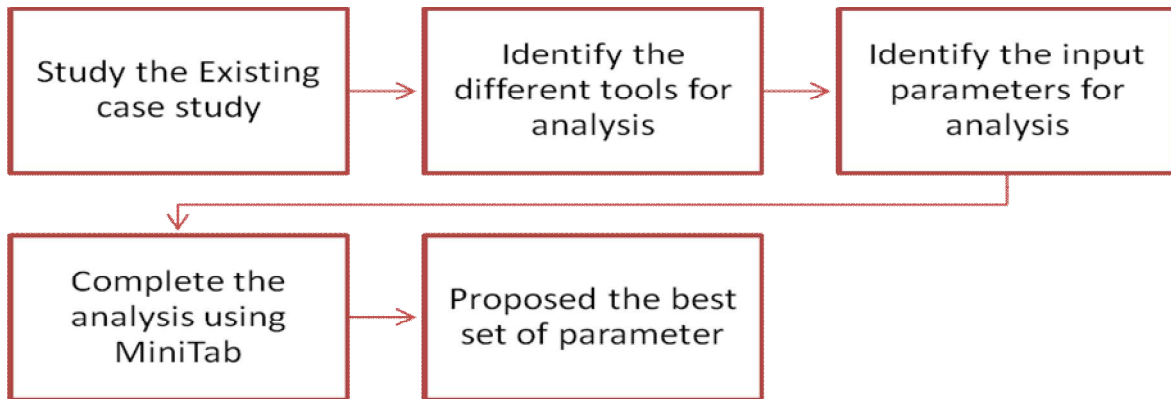 Study the Existing
case study
Identify the
different tools for
analysis
Identify the input
parameters for
analysis
Complete the
analysis using
MiniTab
Proposed the best
set of parameter